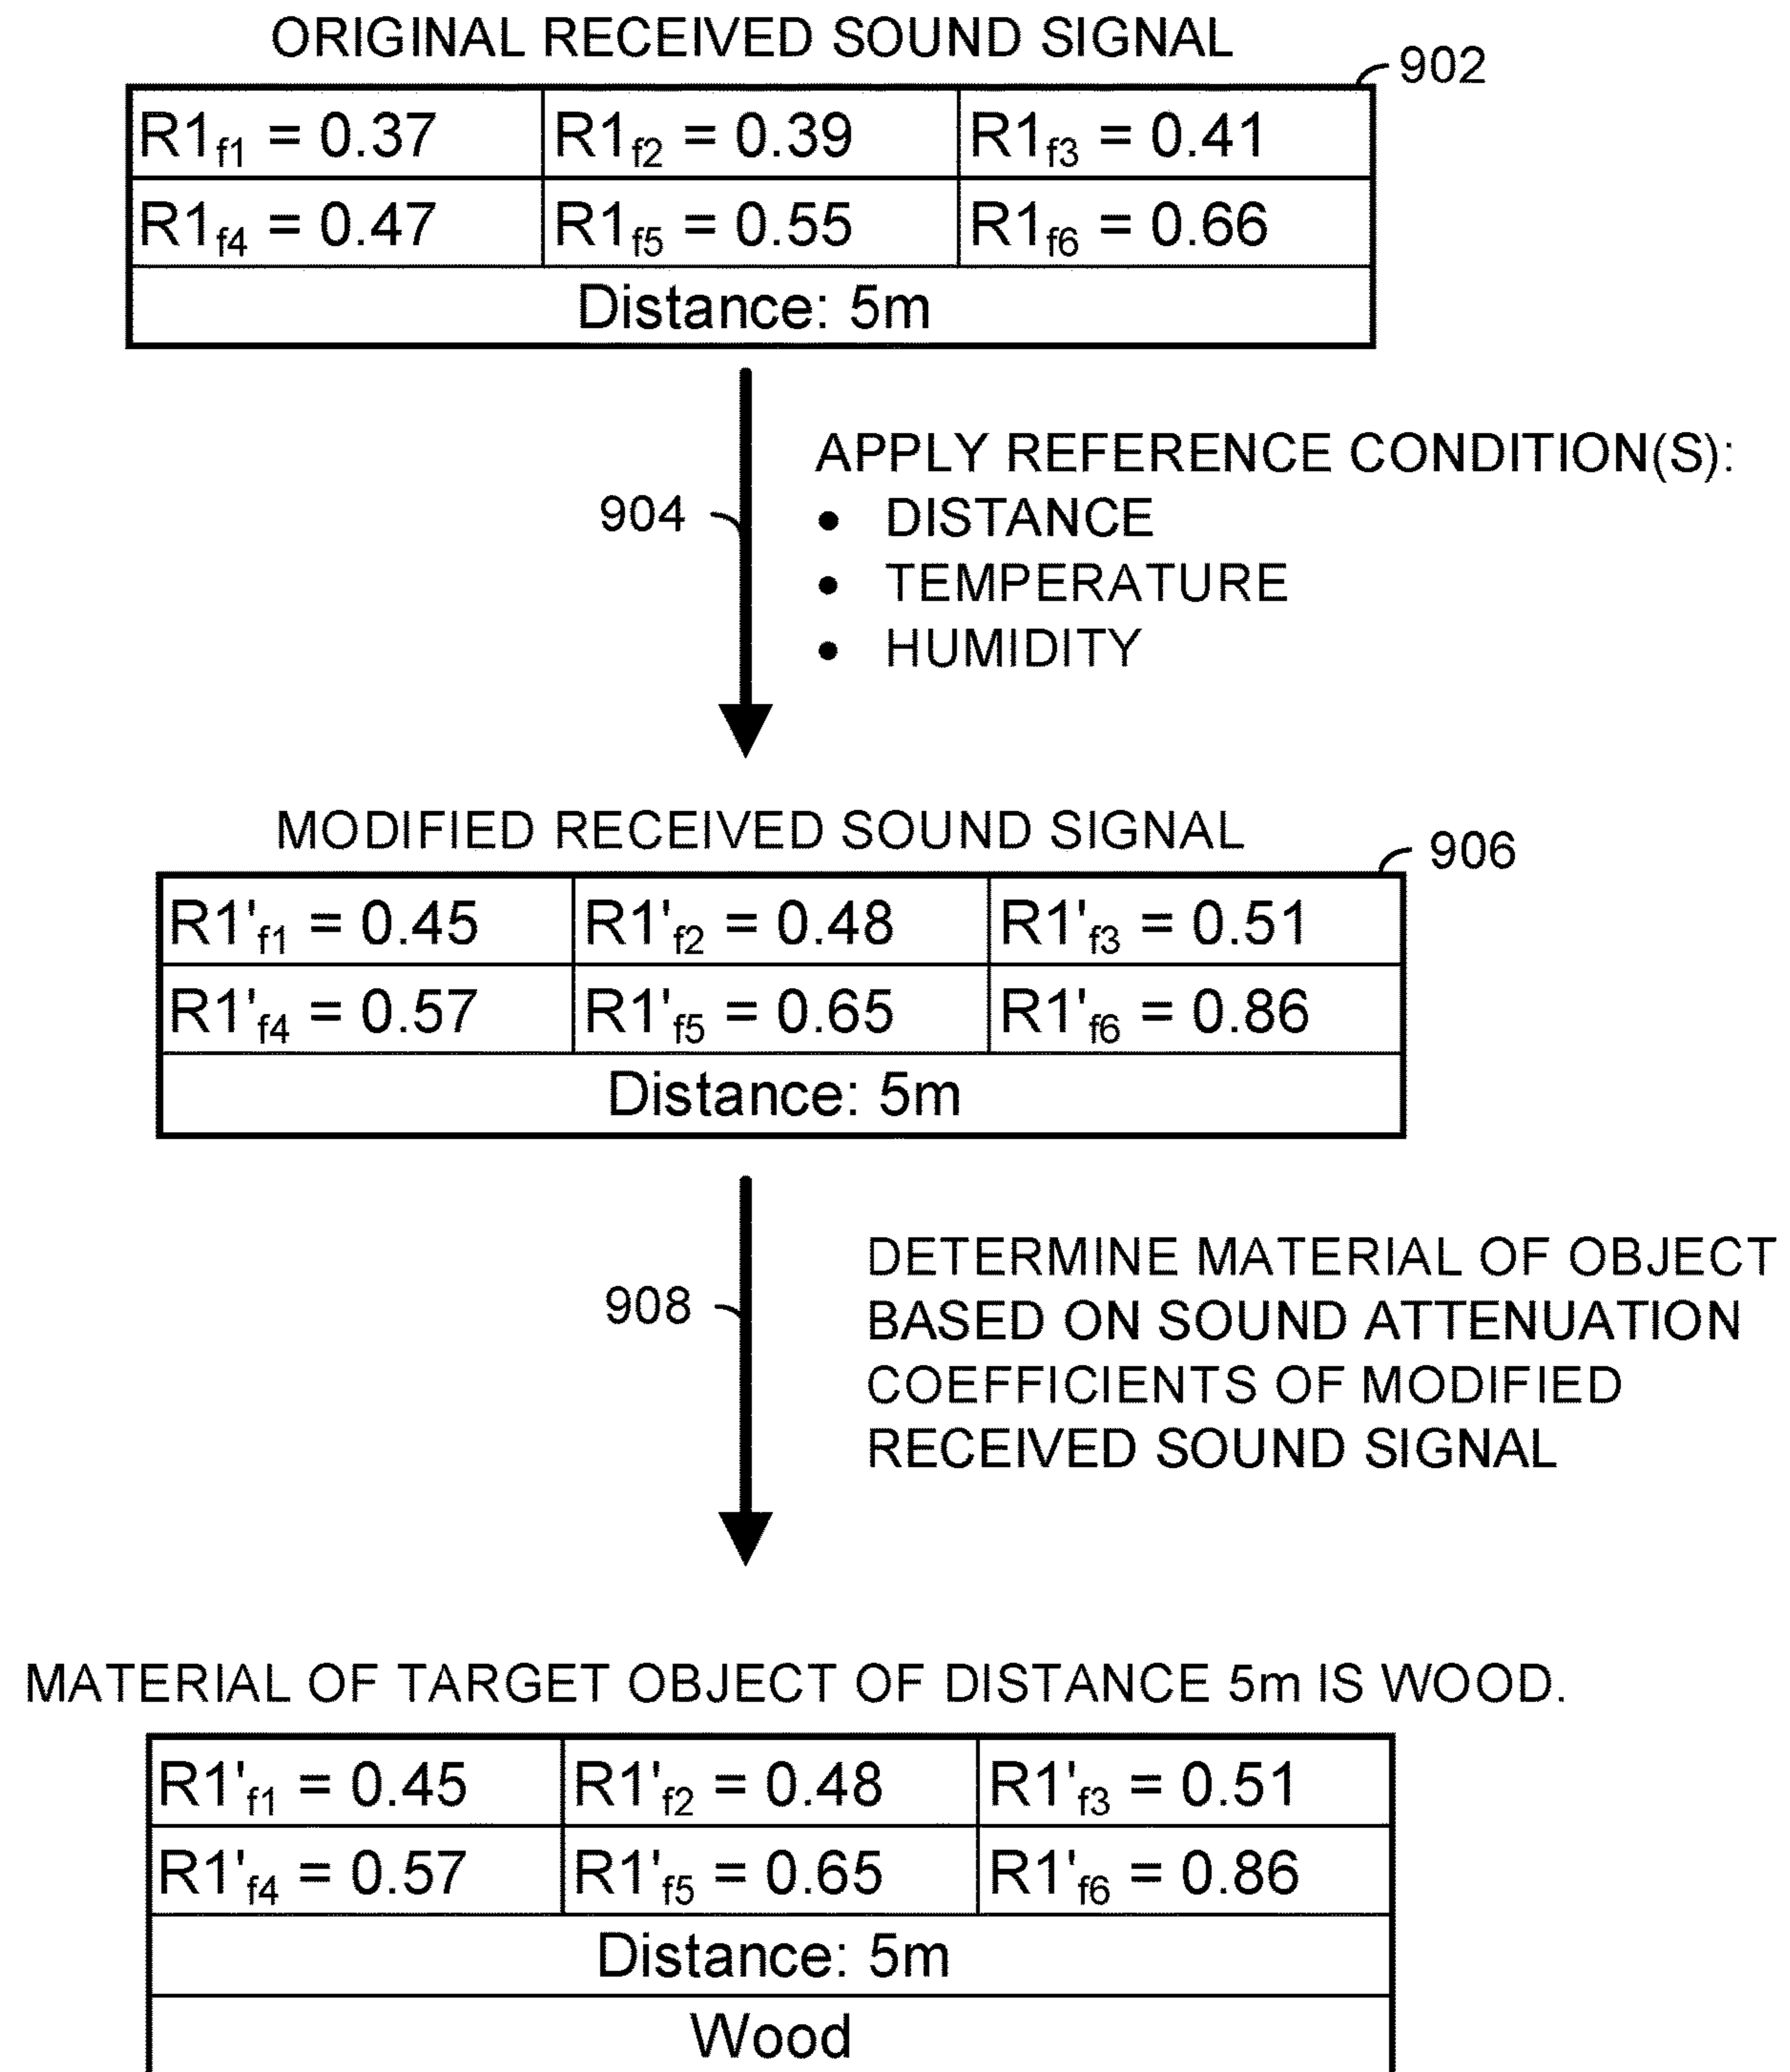 ORIGINAL RECEIVED SOUND SIGNAL
902
R1f1 = 0.37 R1f2 = 0.39 R1f3 = 0.41
R1f4 = 0.47 R1f5 = 0.55 R1f6 = 0.66
Distance: 5m
904
APPLY REFERENCE CONDITION(S):
• DISTANCE
• TEMPERATURE
• HUMIDITY
MODIFIED RECEIVED SOUND SIGNAL
906
R1'f1 = 0.45 R1'f2 = 0.48 R1'f3 = 0.51
R1'f4 = 0.57 R1'f5 = 0.65 R1'f6 = 0.86
Distance: 5m
908
DETERMINE MATERIAL OF OBJECT
BASED ON SOUND ATTENUATION
COEFFICIENTS OF MODIFIED
RECEIVED SOUND SIGNAL
MATERIAL OF TARGET OBJECT OF DISTANCE 5m IS WOOD.
R1'f1 = 0.45 R1'f2 = 0.48 R1'f3 = 0.51
R1'f4 = 0.57 R1'f5 = 0.65 R1'f6 = 0.86
Distance: 5m
Wood